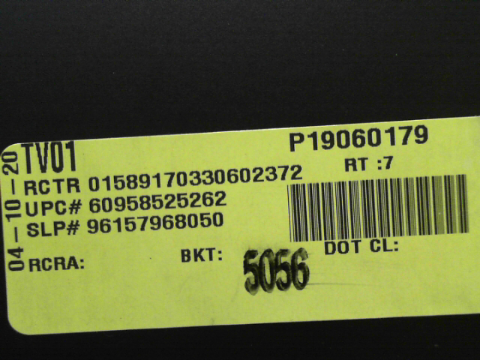 04-10-20
TV01
P19060179
RCTR 01589170330602372
RT :7
UPC# 60958525262
SLP# 96157968050
RCRA:
BKT:
5056
DOT CL: